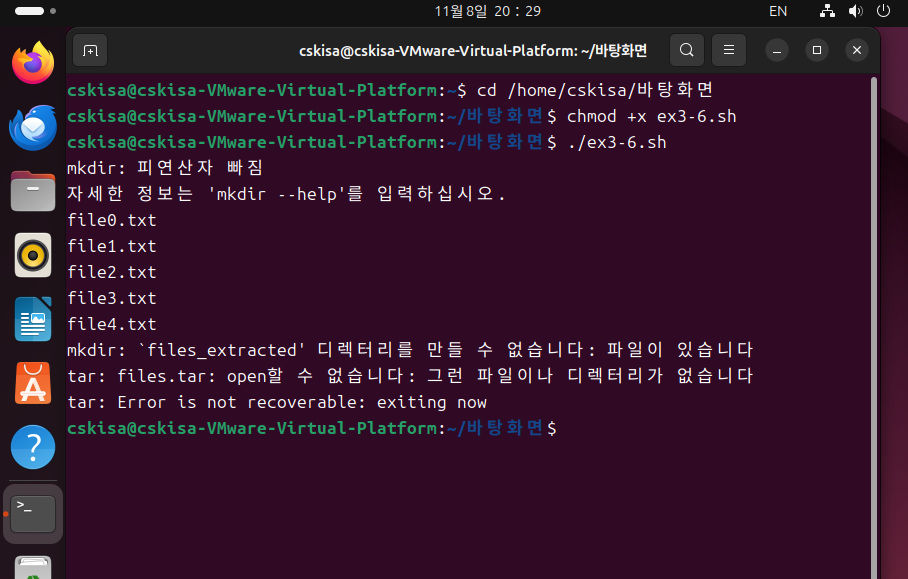 11월 8일 20 : 29
EN
cskisa@cskisa-VMware-Virtual-Platform: ~/바탕화면
cskisa@cskisa-VMware-Virtual-Platform:~$ cd /home/cskisa/바탕화면
cskisa@cskisa-VMware-Virtual-Platform:~/바탕화면$ chmod +x ex3-6.sh
cskisa@cskisa-VMware-Virtual-Platform:~/바탕화면$ ./ex3-6.sh
mkdir: 피연산자 빠짐
자세한 정보는 'mkdir --help'를 입력하십시오.
file0.txt
file1.txt
file2.txt
file3.txt
file4.txt
mkdir: `files_extracted' 디렉터리를 만들 수 없습니다: 파일이 있습니다
tar: files.tar: open할 수 없습니다: 그런 파일이나 디렉터리가 없습니다
tar: Error is not recoverable: exiting now
cskisa@cskisa-VMware-Virtual-Platform:~/바탕화면$